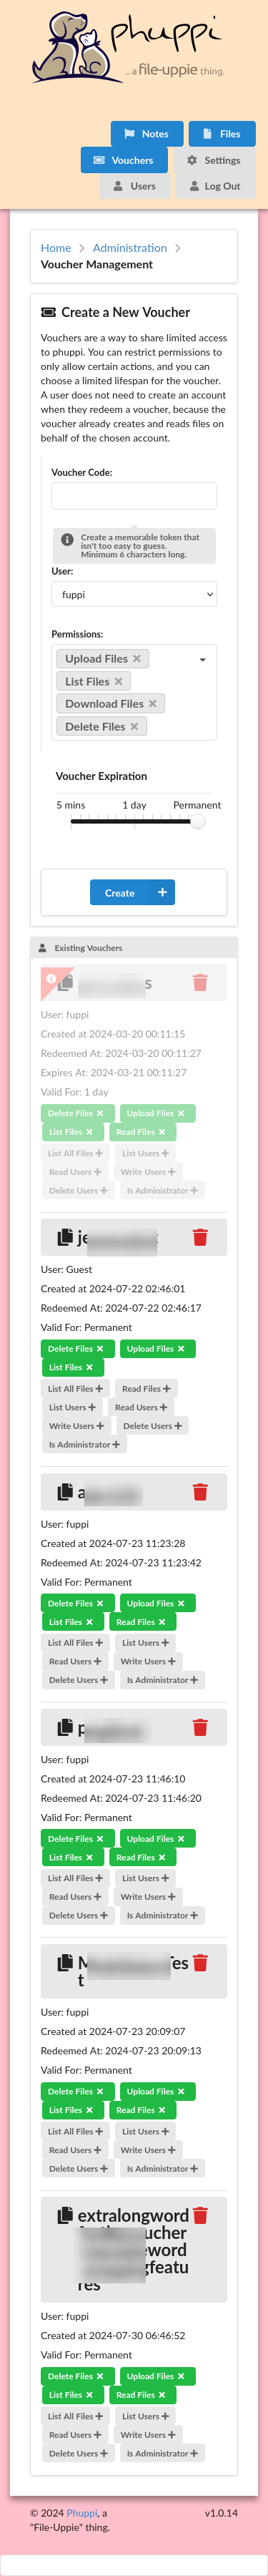 phuppi
.. a file-uppie thing.
Notes
Files
Vouchers
Settings
Users
Log Out
Home
Administration
Voucher Management
Create a New Voucher
Vouchers are a way to share limited access
to phuppi. You can restrict permissions to
only allow certain actions, and you can
choose a limited lifespan for the voucher.
A user does not need to create an account
when they redeem a voucher, because the
voucher already creates and reads files on
behalf of the chosen account.
Voucher Code:
Create a memorable token that
isn't too easy to guess.
Minimum 6 characters long.
User:
fuppi
Permissions:
Upload Files
List Files
Download Files
Delete Files
Voucher Expiration
5 mins 1 day Permanent
Create
Existing Vouchers
User: fuppi
Created at 2024-03-20 00:11:15
Redeemed At: 2024-03-20 00:11:27
Expires At: 2024-03-21 00:11:27
Valid For: 1 day
Delete Files Upload Files
List Files Read Files
List All Files List Users
Read Users Write Users
Delete Users Is Administrator
User: Guest
Created at 2024-07-22 02:46:01
Redeemed At: 2024-07-22 02:46:17
Valid For: Permanent
Delete Files Upload Files
List Files
List All Files Read Files
List Users Read Users
Write Users Delete Users
Is Administrator
User: fuppi
Created at 2024-07-23 11:23:28
Redeemed At: 2024-07-23 11:23:42
Valid For: Permanent
Delete Files Upload Files
List Files Read Files
List All Files List Users
Read Users Write Users
Delete Users Is Administrator
User: fuppi
Created at 2024-07-23 11:46:10
Redeemed At: 2024-07-23 11:46:20
Valid For: Permanent
Delete Files Upload Files
List Files Read Files
List All Files List Users
Read Users Write Users
Delete Users Is Administrator
User: fuppi
Created at 2024-07-23 20:09:07
Redeemed At: 2024-07-23 20:09:13
Valid For: Permanent
Delete Files Upload Files
List Files Read Files
List All Files List Users
Read Users Write Users
Delete Users Is Administrator
extralongword
User: fuppi
Created at 2024-07-30 06:46:52
Valid For: Permanent
Delete Files Upload Files
List Files Read Files
List All Files List Users
Read Users Write Users
Delete Users Is Administrator
© 2024 Phuppi, a
"File-Uppie" thing.
v1.0.14